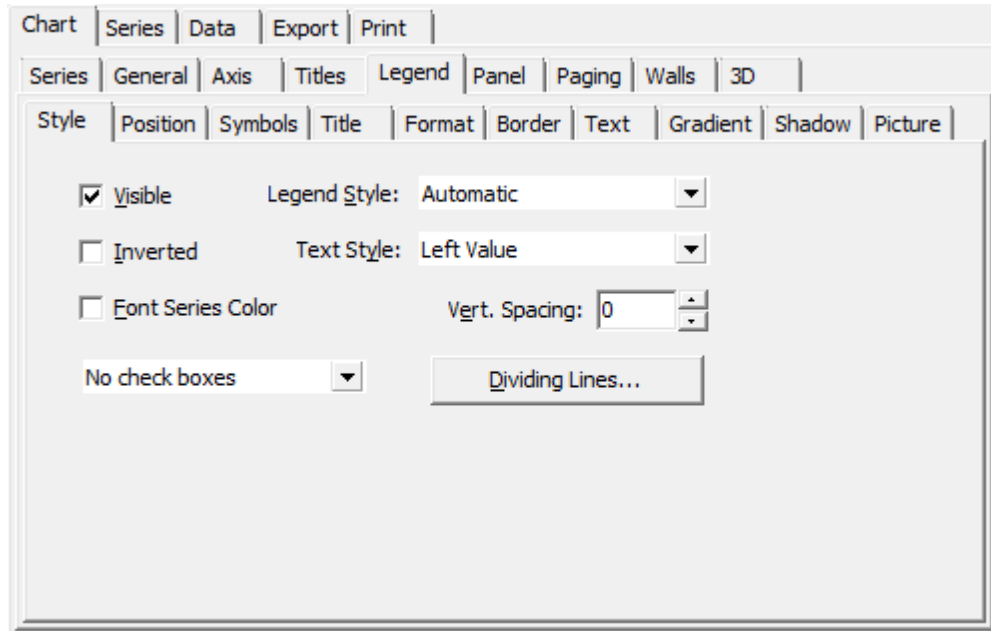 Chart Series Data Export Print
Series General Axis Titles Legend Panel Paging Walls 3D
Style Position Symbols Title Format Border Text Gradient Shadow Picture
Visible Legend Style: Automatic
Inverted Text Style: Left Value
Font Series Color Vert. Spacing: 0
No check boxes Dividing Lines...